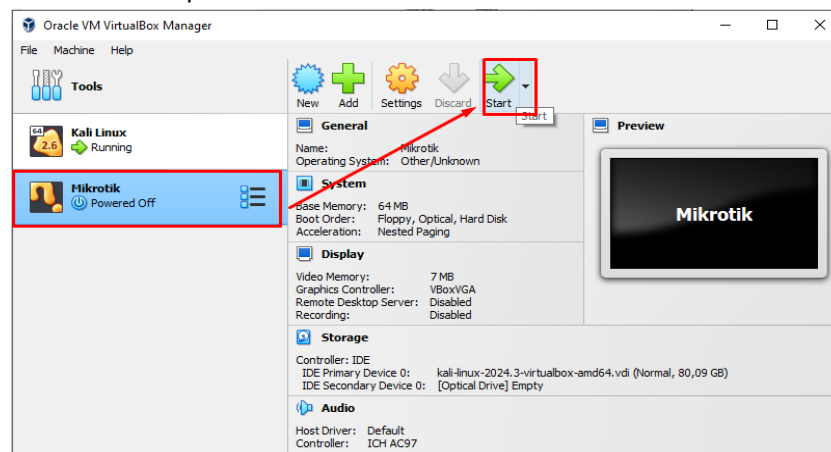 Oracle VM VirtualBox Manager
File Machine Help
Tools
New Add Settings Discard Start
Start
64
2.6
Kali Linux
Running
Mikrotik
Powered Off
General
Name: Mikrotik
Operating System: Other/Unknown
System
Base Memory: 64 MB
Boot Order: Floppy, Optical, Hard Disk
Acceleration: Nested Paging
Display
Video Memory: 7 MB
Graphics Controller: VBoxVGA
Remote Desktop Server: Disabled
Recording: Disabled
Storage
Controller: IDE
IDE Primary Device 0: kali-linux-2024.3-virtualbox-amd64.vdi (Normal, 80,09 GB)
IDE Secondary Device 0: [Optical Drive] Empty
Audio
Host Driver: Default
Controller: ICH AC97
Preview
Mikrotik